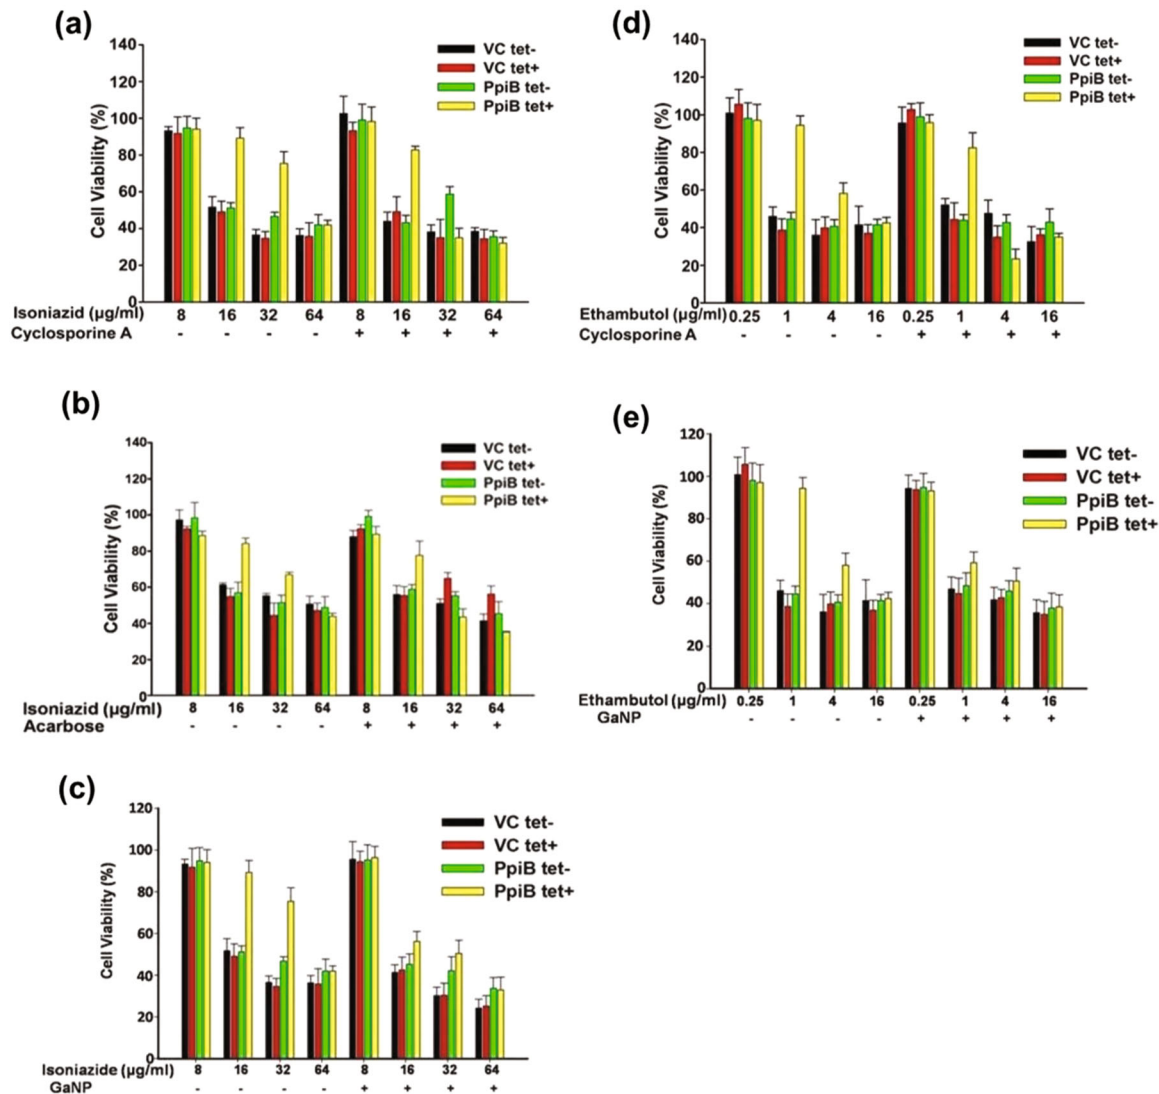 (a)
140
120
100
80
60
40
20
0
Cell Viability (%)
VC tet-
VC tet+
PpiB tet-
PpiB tet+
Isoniazid (µg/ml) 8 16 32 64 8 16 32 64
Cyclosporine A - - - - + + + +
(b)
140
120
100
80
60
40
20
0
Cell Viability (%)
VC tet-
VC tet+
PpiB tet-
PpiB tet+
Isoniazid (µg/ml) 8 16 32 64 8 16 32 64
Acarbose - - - - + + + +
(c)
120
100
80
60
40
20
0
Cell Viability (%)
VC tet-
VC tet+
PpiB tet-
PpiB tet+
Isoniazide (µg/ml) 8 16 32 64 8 16 32 64
GaNP - - - - + + + +
(d)
140
120
100
80
60
40
20
0
Cell Viability (%)
VC tet-
VC tet+
PpiB tet-
PpiB tet+
Ethambutol (µg/ml) 0.25 1 4 16 0.25 1 4 16
Cyclosporine A - - - - + + + +
(e)
120
100
80
60
40
20
0
Cell Viability (%)
VC tet-
VC tet+
PpiB tet-
PpiB tet+
Ethambutol (µg/ml) 0.25 1 4 16 0.25 1 4 16
GaNP - - - - + + + +